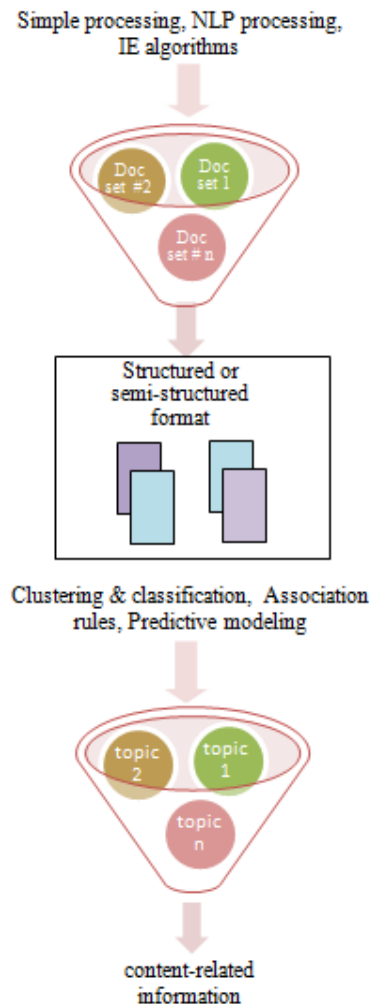 Simple processing, NLP processing,
IE algorithms
Doc
set #2
Doc
set 1
Doc
set # n
Structured or
semi-structured
format
Clustering & classification, Association
rules, Predictive modeling
topic
2
topic
1
topic
n
content-related
information